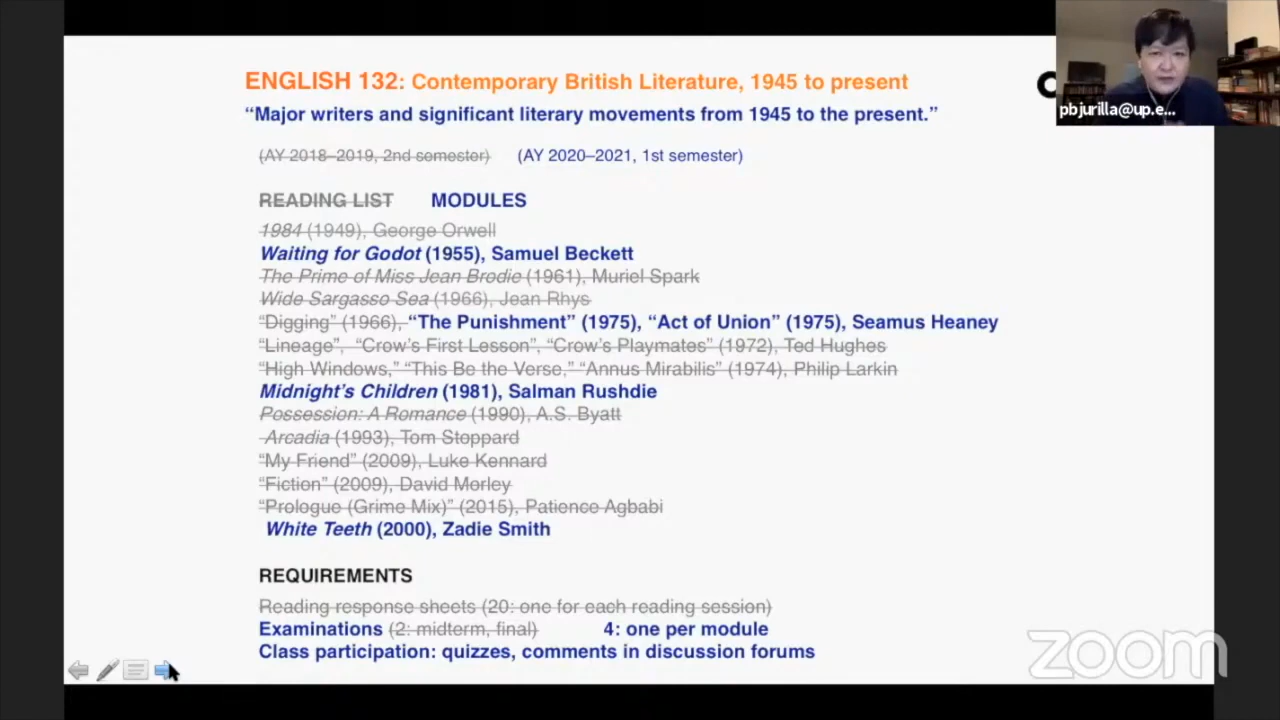 ENGLISH 132: Contemporary British Literature, 1945 to present
“Major writers and significant literary movements from 1945 to the present.”
pbjurilla@up.e...
(AY 2018–2019, 2nd semester) (AY 2020–2021, 1st semester)
READING LIST MODULES
1984 (1949), George Orwell
Waiting for Godot (1955), Samuel Beckett
The Prime of Miss Jean Brodie (1961), Muriel Spark
Wide Sargasso Sea (1966), Jean Rhys
“Digging” (1966), “The Punishment” (1975), “Act of Union” (1975), Seamus Heaney
“Lineage”, “Crow’s First Lesson”, “Crow’s Playmates” (1972), Ted Hughes
“High Windows,” “This Be the Verse,” “Annus Mirabilis” (1974), Philip Larkin
Midnight’s Children (1981), Salman Rushdie
Possession: A Romance (1990), A.S. Byatt
Arcadia (1993), Tom Stoppard
“My Friend” (2009), Luke Kennard
“Fiction” (2009), David Morley
“Prologue (Grime Mix)” (2015), Patience Agbabi
White Teeth (2000), Zadie Smith
REQUIREMENTS
Reading response sheets (20: one for each reading session)
Examinations (2: midterm, final) 4: one per module
Class participation: quizzes, comments in discussion forums
zoom